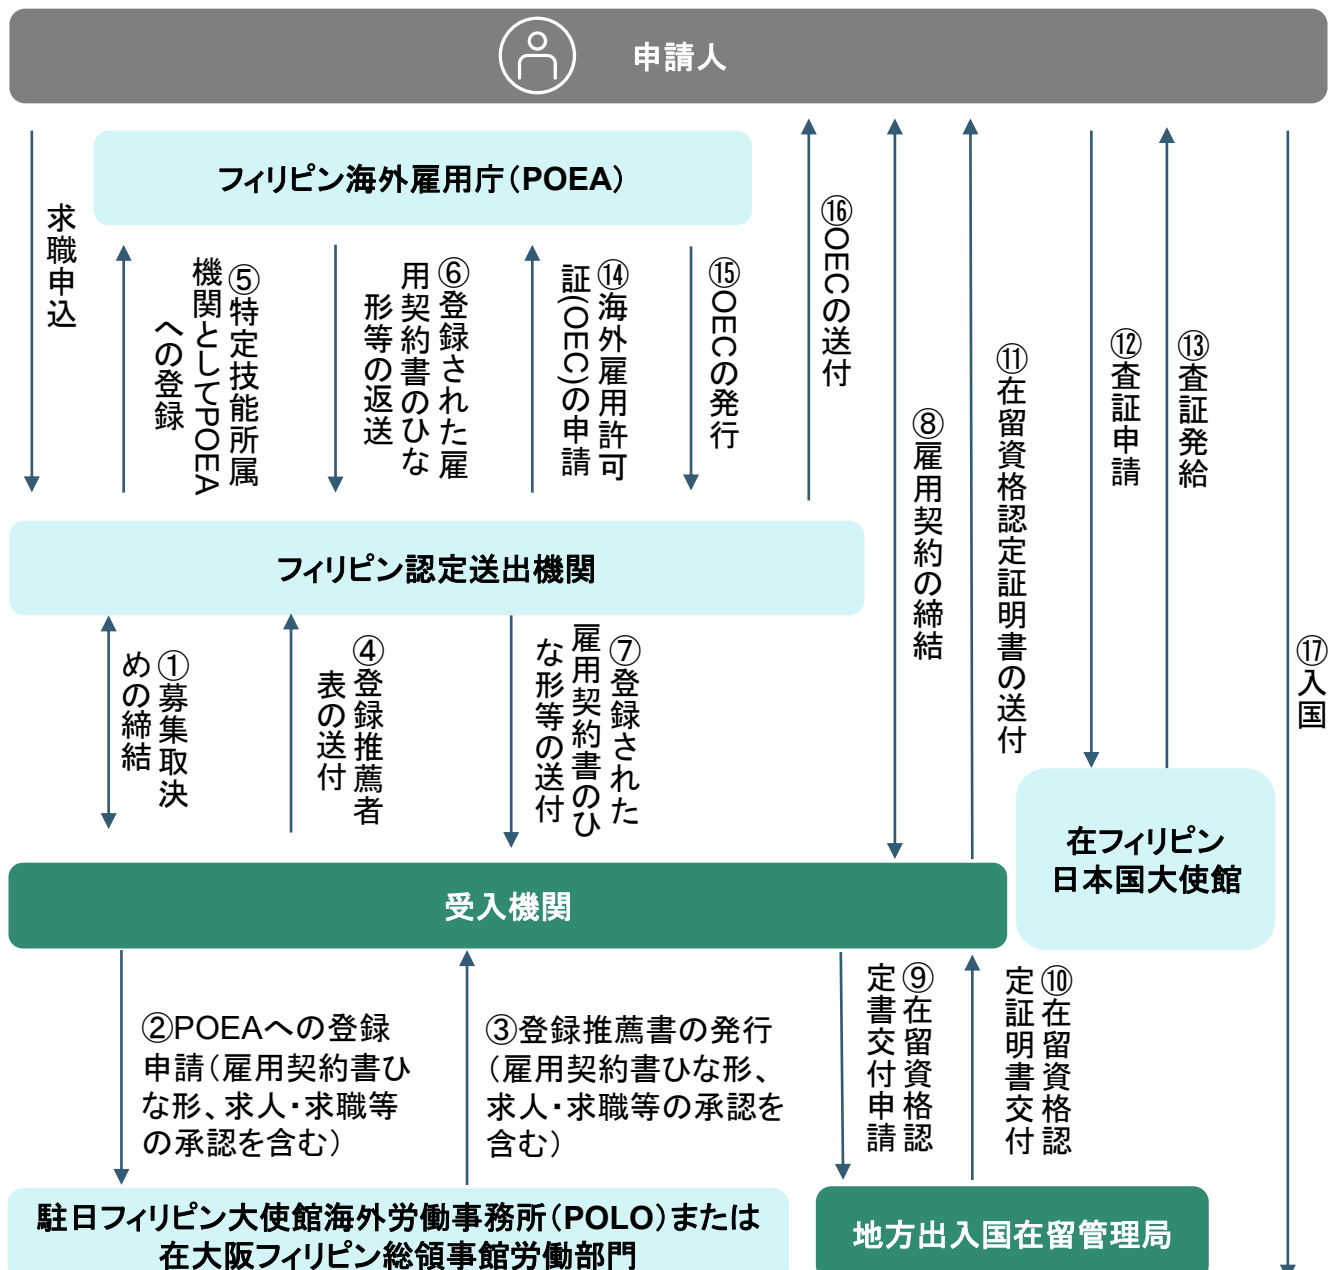 申請人
フィリピン海外雇用庁（POEA）
求職申込
⑤特定技能所属
機関としてPOEA
への登録
⑥登録された雇
用契約書のひな
形等の返送
⑭海外雇用許可
証(OEC)の申請
⑮OECの発行
⑯OECの送付
⑧雇用契約の締結
⑪在留資格認定証明書の送付
⑫査証申請
⑬査証発給
⑰入国
フィリピン認定送出機関
①募集取決
めの締結
④登録推薦者
表の送付
⑦登録された
雇用契約書のひ
な形等の送付
在フィリピン
日本国大使館
受入機関
②POEAへの登録
申請（雇用契約書ひ
な形、求人・求職等
の承認を含む）
③登録推薦書の発行
（雇用契約書ひな形、
求人・求職等の承認を
含む）
⑨在留資格認
定書交付申請
⑩在留資格認
定証明書交付
駐日フィリピン大使館海外労働事務所（POLO）または
在大阪フィリピン総領事館労働部門
地方出入国在留管理局